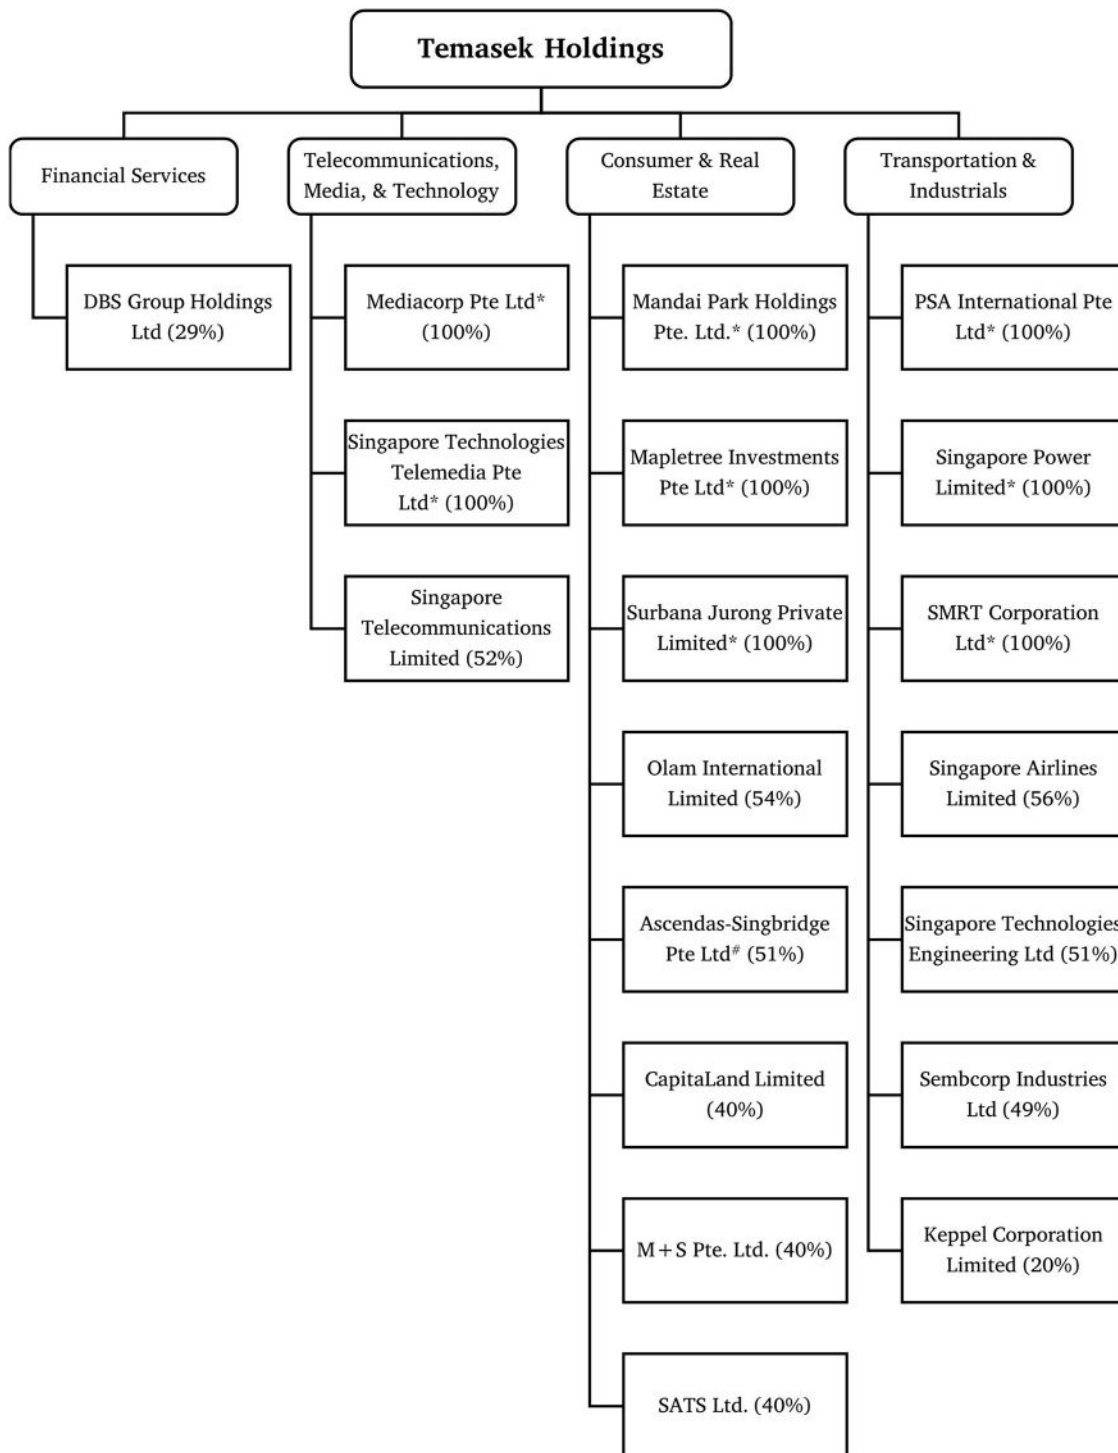 Temasek Holdings
Financial Services
Telecommunications,
Media, & Technology
Consumer & Real
Estate
Transportation &
Industrials
DBS Group Holdings
Ltd (29%)
Mediacorp Pte Ltd*
(100%)
Singapore Technologies
Telemedia Pte
Ltd* (100%)
Singapore
Telecommunications
Limited (52%)
Mandai Park Holdings
Pte. Ltd.* (100%)
Mapletree Investments
Pte Ltd* (100%)
Surbana Jurong Private
Limited* (100%)
Olam International
Limited (54%)
Ascendas-Singbridge
Pte Ltd# (51%)
CapitaLand Limited
(40%)
M+S Pte. Ltd. (40%)
SATS Ltd. (40%)
PSA International Pte
Ltd* (100%)
Singapore Power
Limited* (100%)
SMRT Corporation
Ltd* (100%)
Singapore Airlines
Limited (56%)
Singapore Technologies
Engineering Ltd (51%)
Sembcorp Industries
Ltd (49%)
Keppel Corporation
Limited (20%)